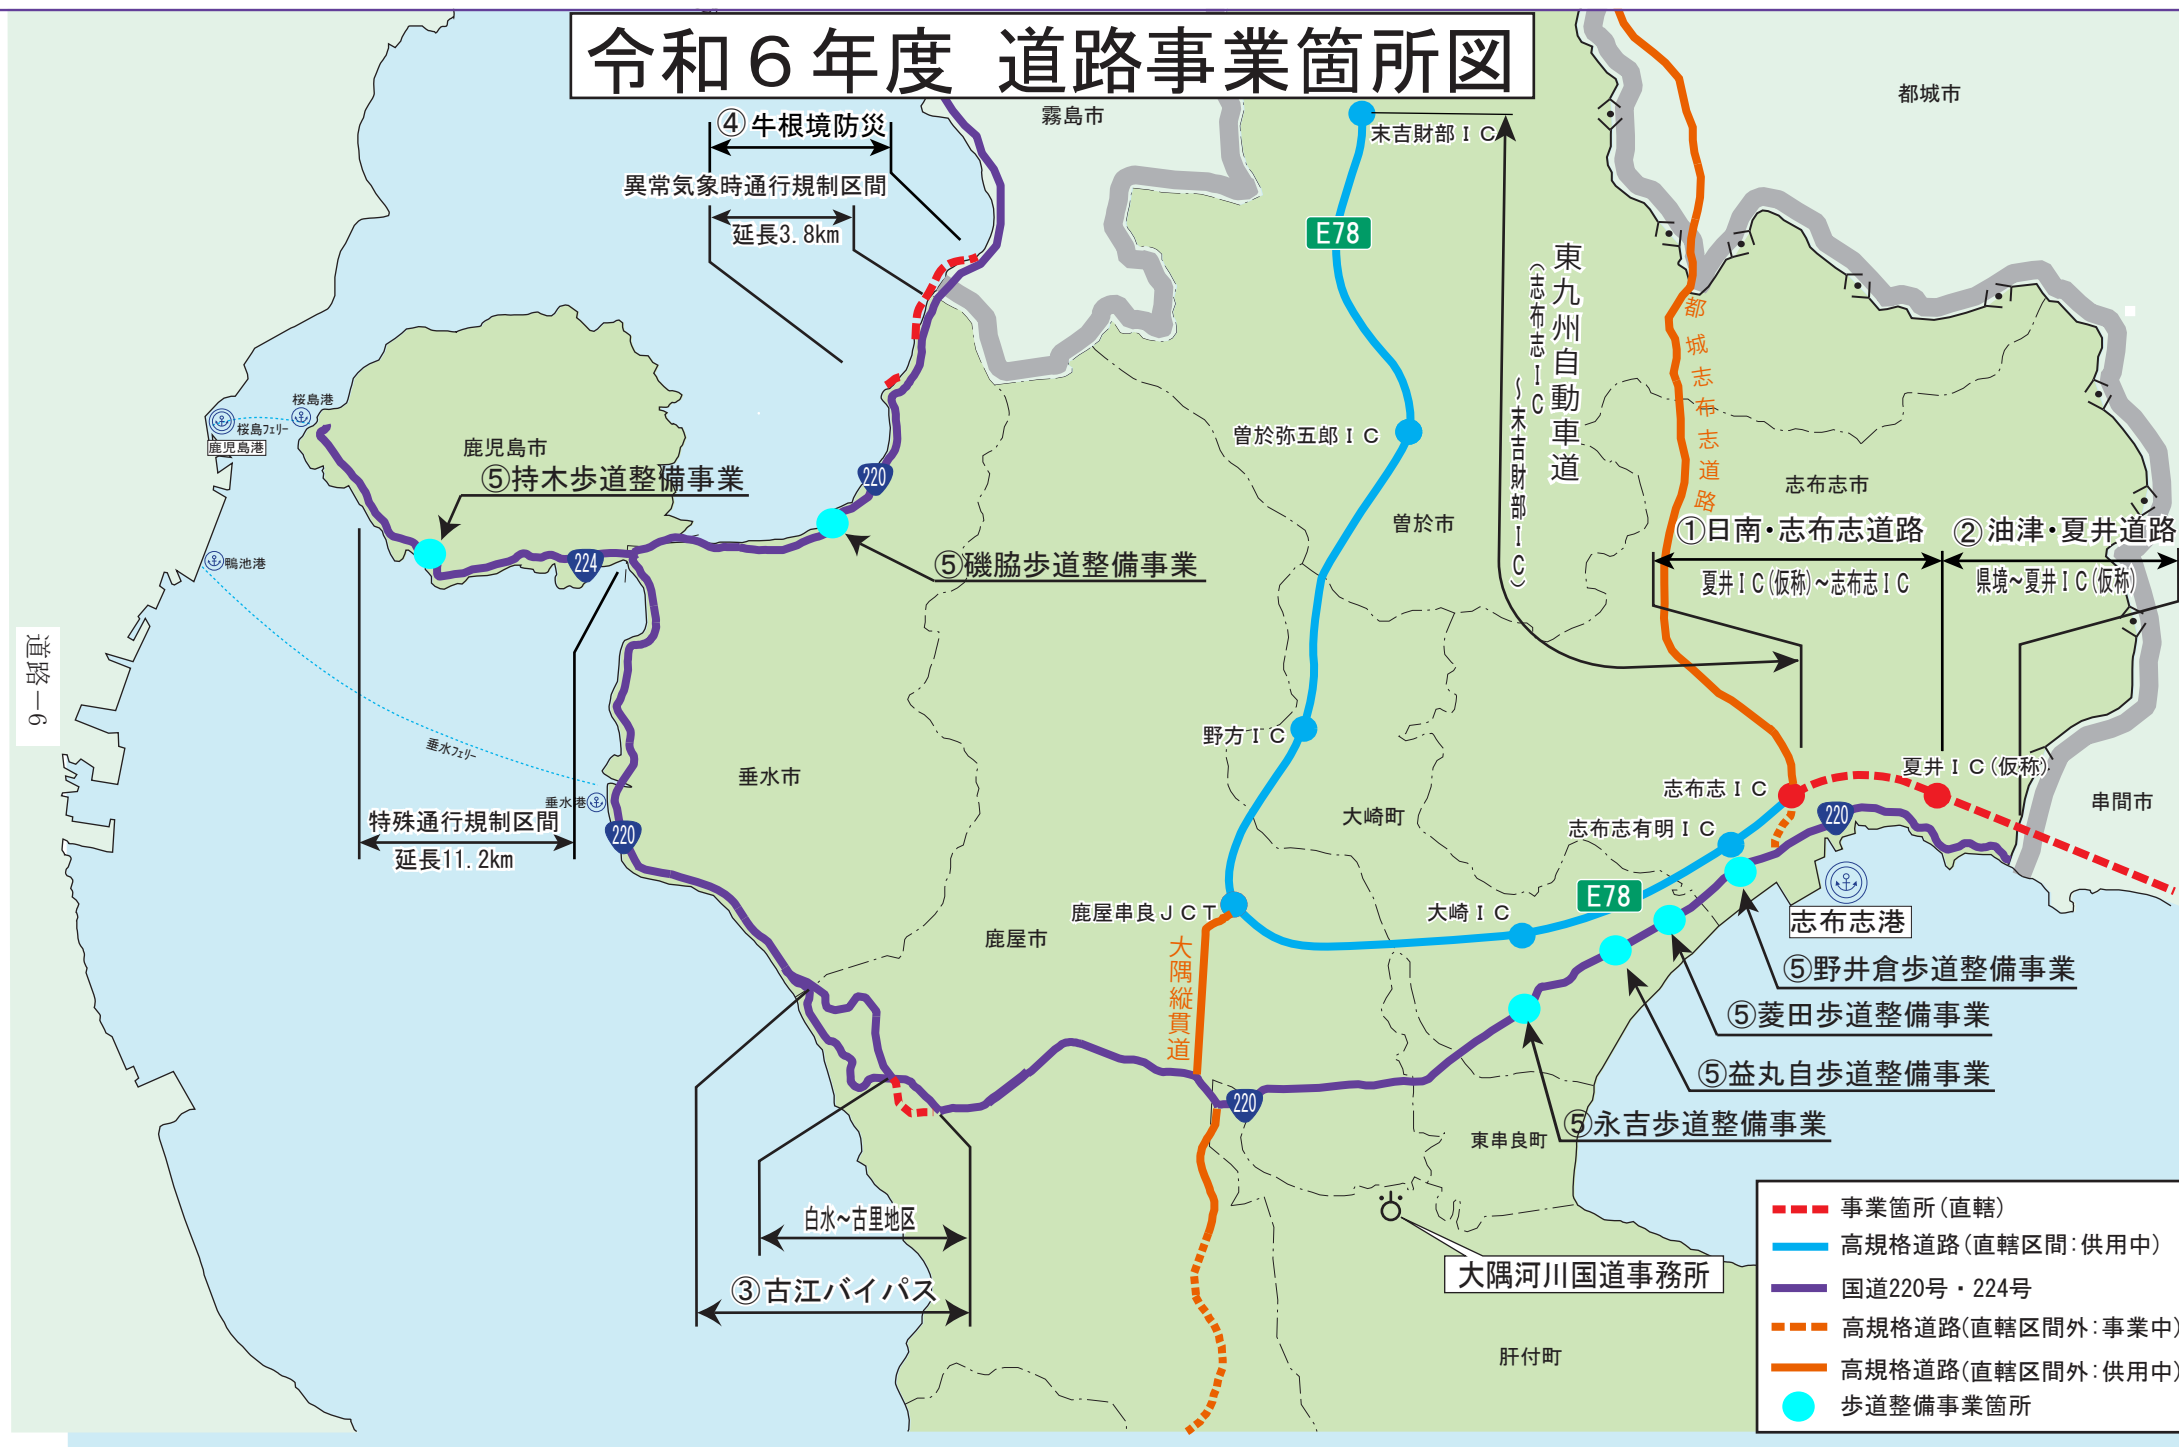 令和６年度 道路事業箇所図
都城市
霧島市
④牛根境防災
異常気象時通行規制区間
延長3.8km
末吉財部ＩＣ
E78
東九州自動車道
（志布志ＩＣ～末吉財部ＩＣ）
都城志布志道路
桜島港
桜島フェリー
鹿児島港
鹿児島市
⑤持木歩道整備事業
220
曽於弥五郎ＩＣ
曽於市
志布志市
①日南・志布志道路
夏井ＩＣ(仮称)～志布志ＩＣ
②油津・夏井道路
県境～夏井ＩＣ(仮称)
鴨池港
224
⑤磯脇歩道整備事業
道路－6
垂水フェリー
垂水港
垂水市
野方ＩＣ
特殊通行規制区間
延長11.2km
220
大崎町
志布志ＩＣ
夏井ＩＣ(仮称)
串間市
志布志有明ＩＣ
220
鹿屋串良ＪＣＴ
大崎ＩＣ
E78
志布志港
鹿屋市
大隅縦貫道
⑤野井倉歩道整備事業
⑤菱田歩道整備事業
⑤益丸自歩道整備事業
⑤永吉歩道整備事業
220
東串良町
白水～古里地区
③古江バイパス
大隅河川国道事務所
肝付町
事業箇所(直轄)
高規格道路(直轄区間:供用中)
国道220号・224号
高規格道路(直轄区間外:事業中)
高規格道路(直轄区間外:供用中)
歩道整備事業箇所